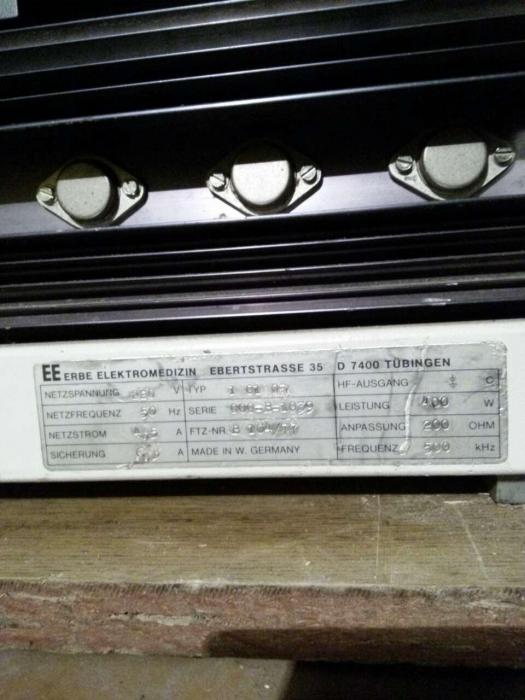 EE ERBE ELEKTROMEDIZIN EBERTSTRASSE 35 D 7400 TÜBINGEN
NETZSPANNUNG V TYP HF-AUSGANG
NETZFREQUENZ 50 Hz SERIE LEISTUNG 400 W
NETZSTROM A FTZ-NR. ANPASSUNG 200 OHM
SICHERUNG A MADE IN W. GERMANY FREQUENZ 500 kHz